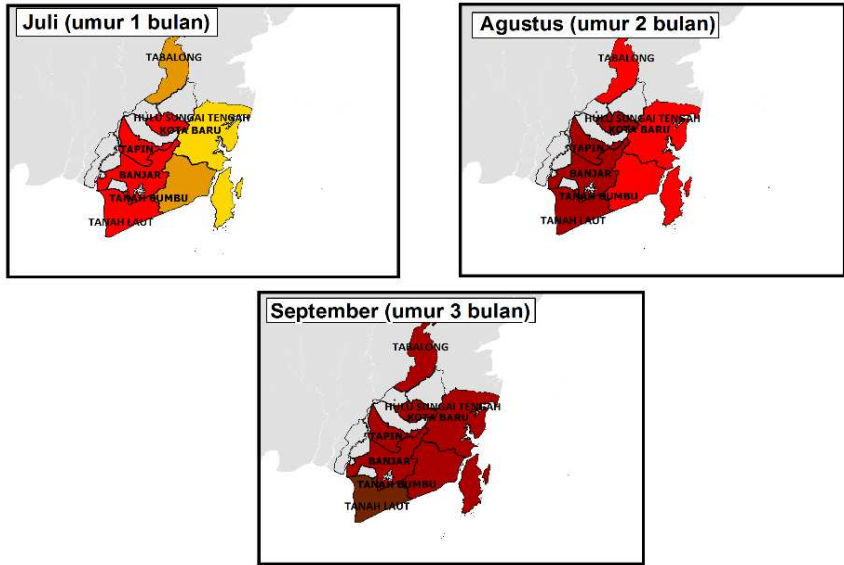 Juli (umur 1 bulan)
TABALONG
HULU SUNGAI TENGAH
KOTA BARU
TAPIN
BANJAR
TANAH BUMBU
TANAH LAUT
Agustus (umur 2 bulan)
TABALONG
HULU SUNGAI TENGAH
KOTA BARU
TAPIN
BANJAR
TANAH BUMBU
TANAH LAUT
September (umur 3 bulan)
TABALONG
HULU SUNGAI TENGAH
KOTA BARU
TAPIN
BANJAR
TANAH BUMBU
TANAH LAUT